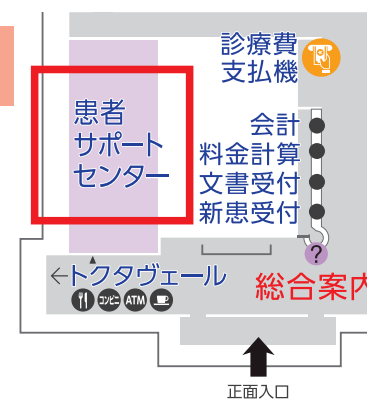 診療費
支払機
患者
サポート
センター
会計
料金計算
文書受付
新患受付
?
←トクタヴェール
総合案内
コンビニ ATM
正面入口